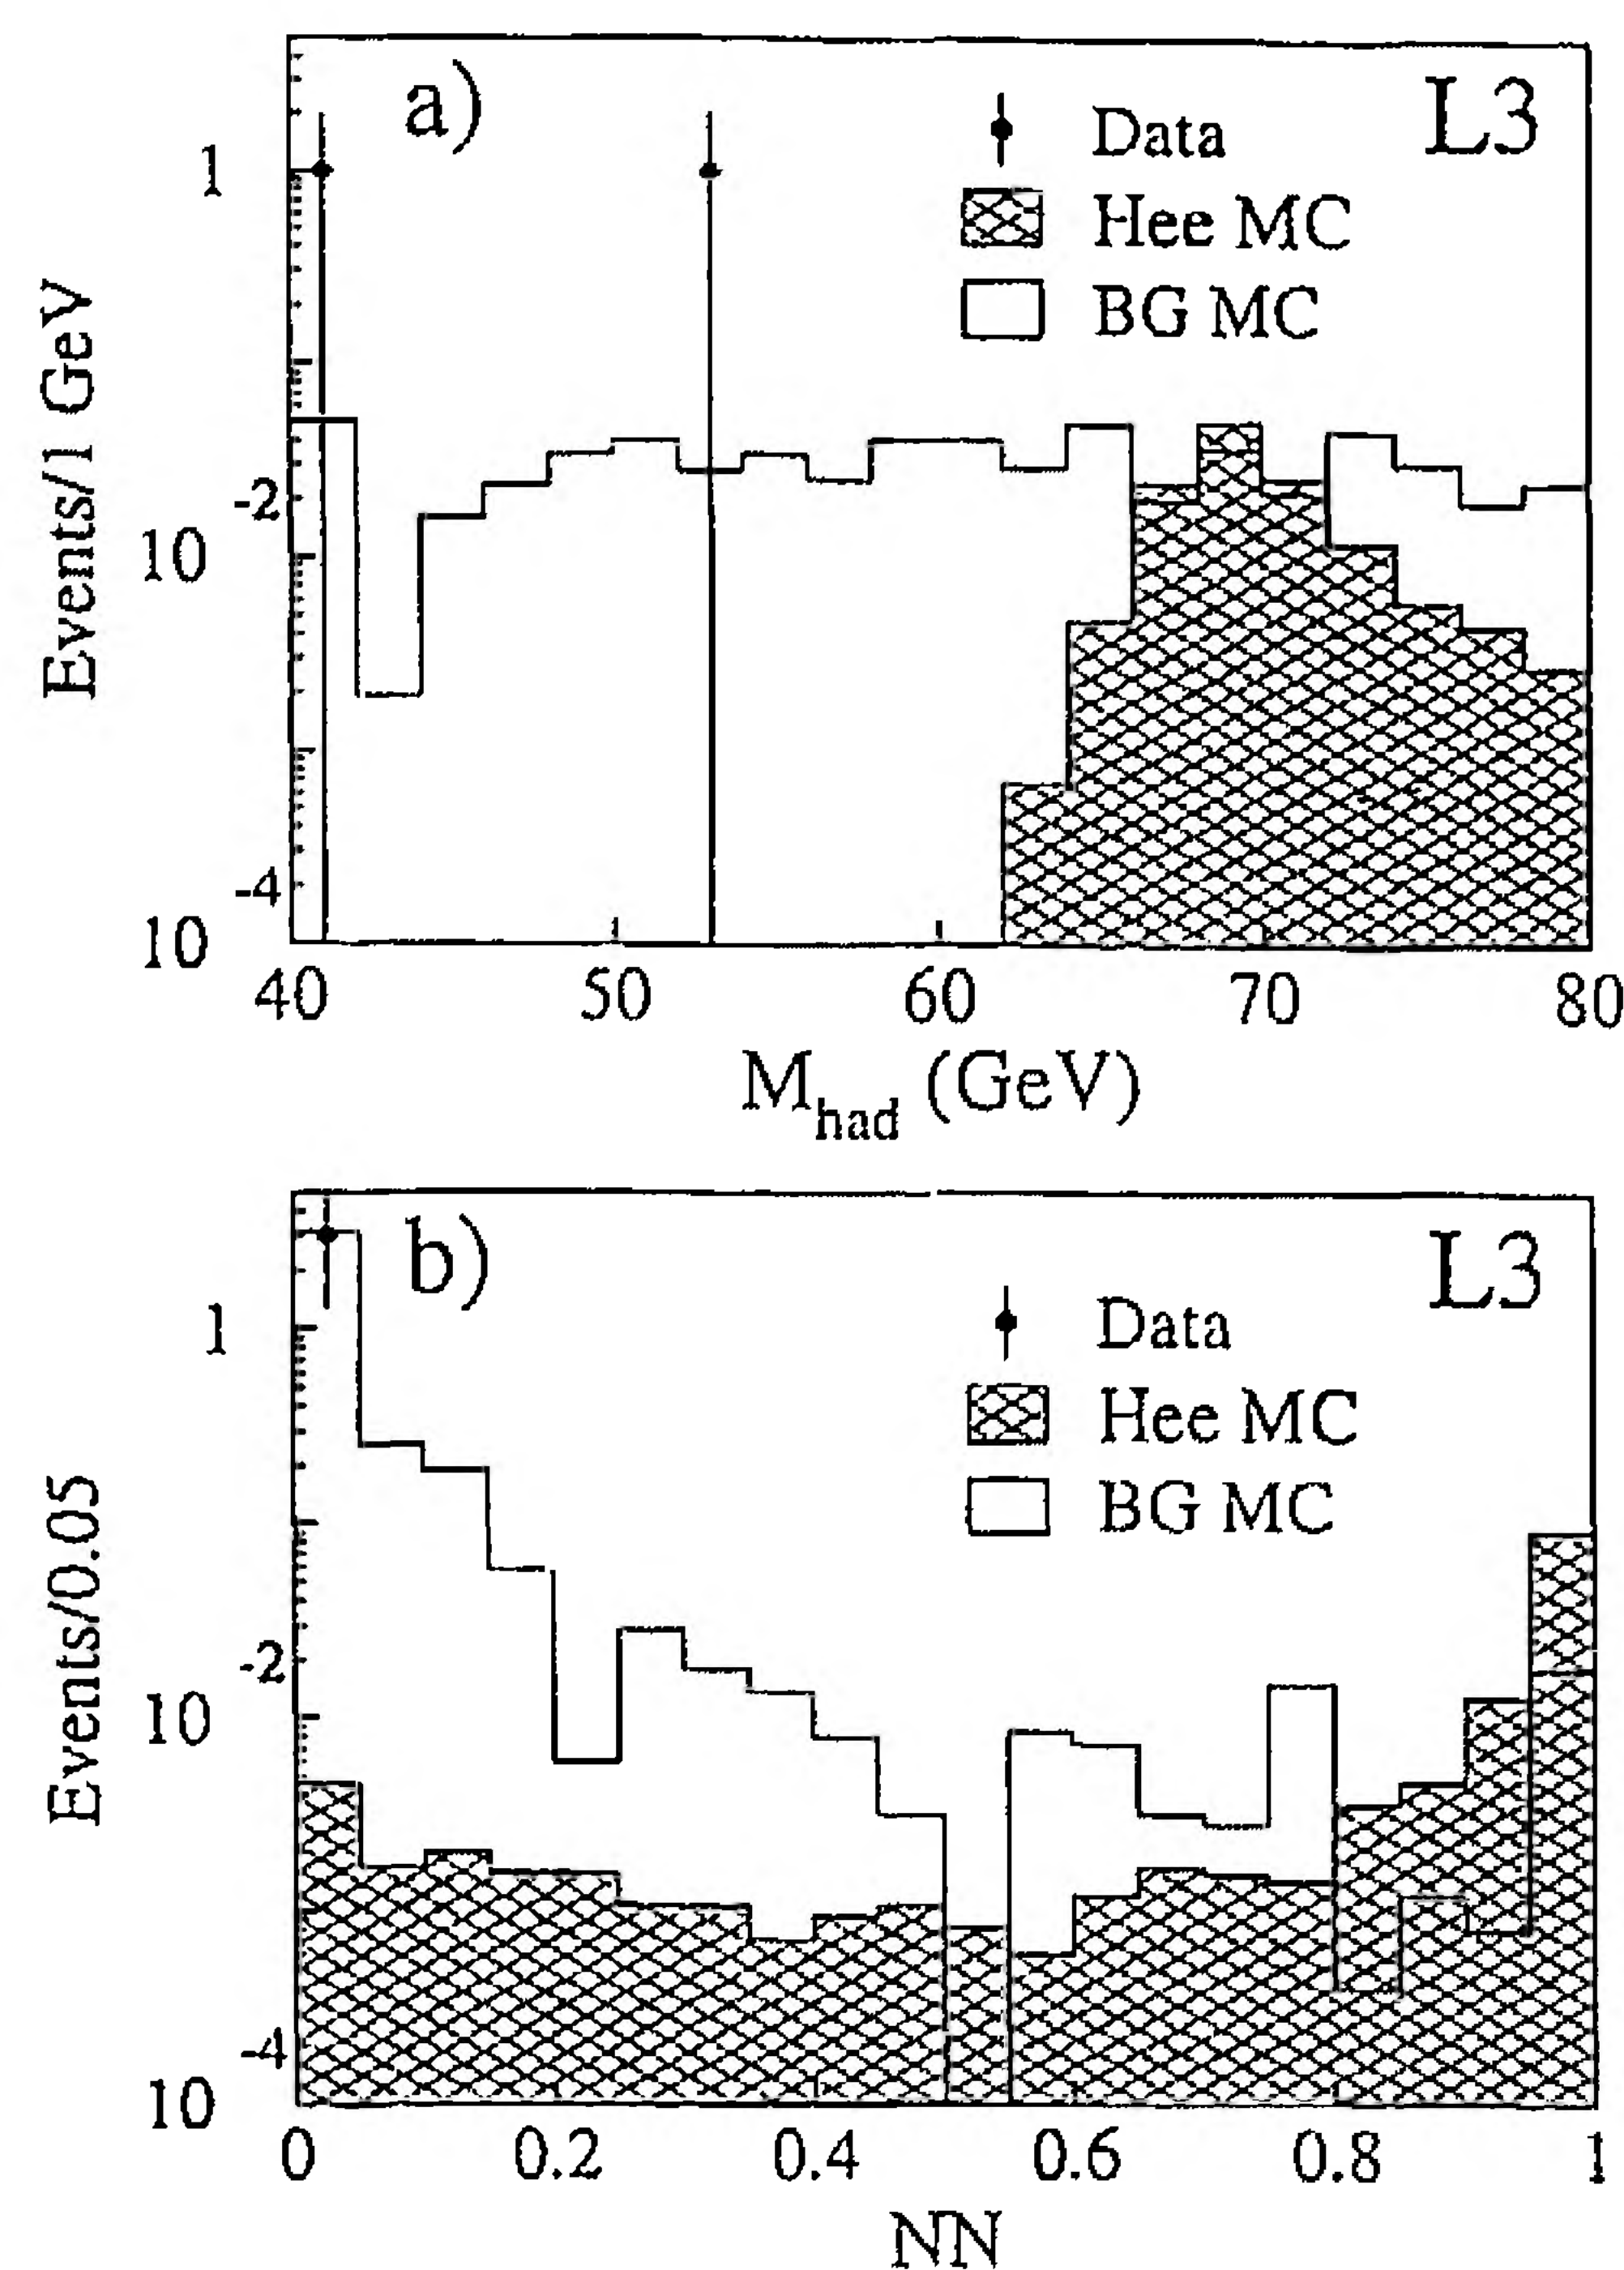 a)
L3
Data
Hee MC
BG MC
Events/1 GeV
1
10 -2
10 -4
40 50 60 70 80
M had (GeV)
b)
L3
Data
Hee MC
BG MC
Events/0.05
1
10 -2
10 -4
0 0.2 0.4 0.6 0.8 1
NN